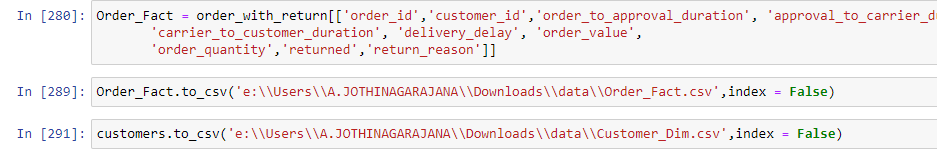 In [280]: Order_Fact = order_with_return[['order_id','customer_id','order_to_approval_duration', 'approval_to_carrier_d
'carrier_to_customer_duration', 'delivery_delay', 'order_value',
'order_quantity','returned','return_reason']]
In [289]: Order_Fact.to_csv('e:\\Users\\A.JOTHINAGARAJANA\\Downloads\\data\\Order_Fact.csv',index = False)
In [291]: customers.to_csv('e:\\Users\\A.JOTHINAGARAJANA\\Downloads\\data\\Customer_Dim.csv',index = False)